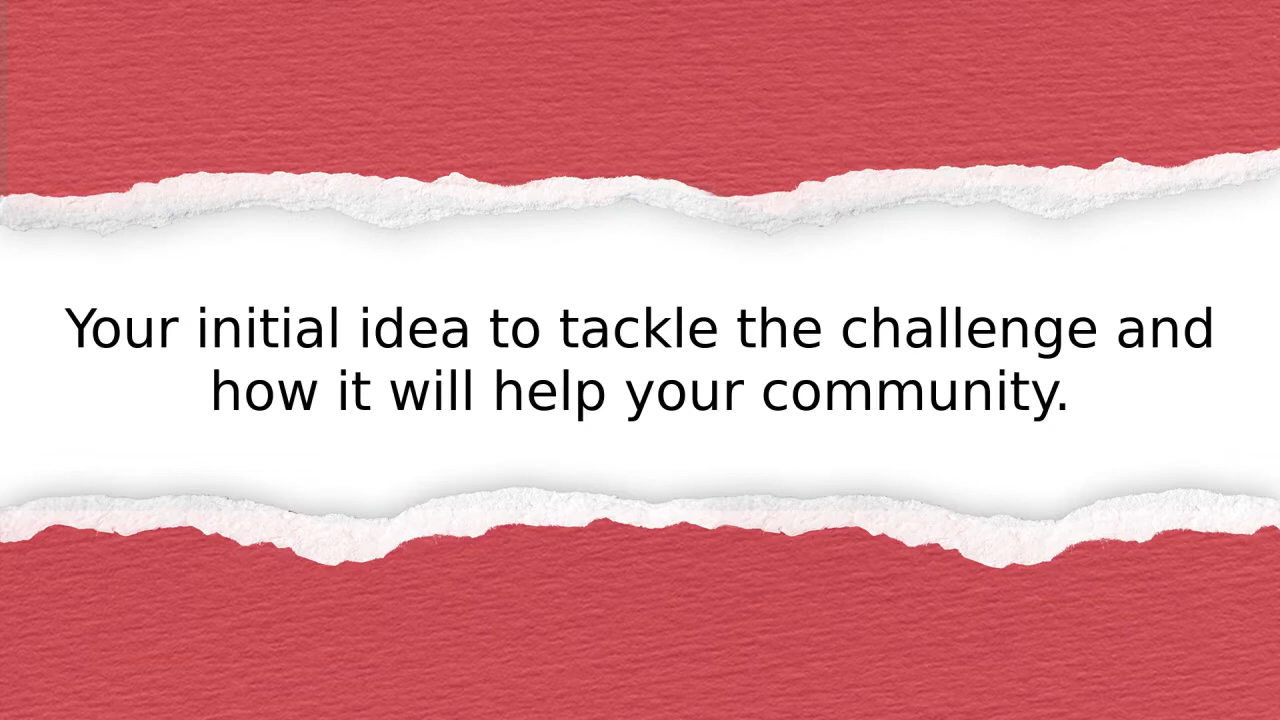 Your initial idea to tackle the challenge and
how it will help your community.